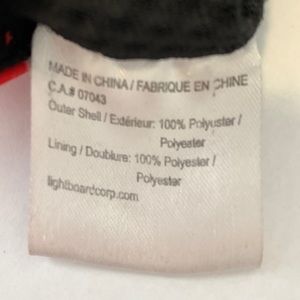 MADE IN CHINA / FABRIQUE EN CHINE
C.A.# 07043
Outer Shell / Extérieur: 100% Polyester /
Polyester
Lining / Doublure: 100% Polyester /
Polyester
lightboardcorp.com